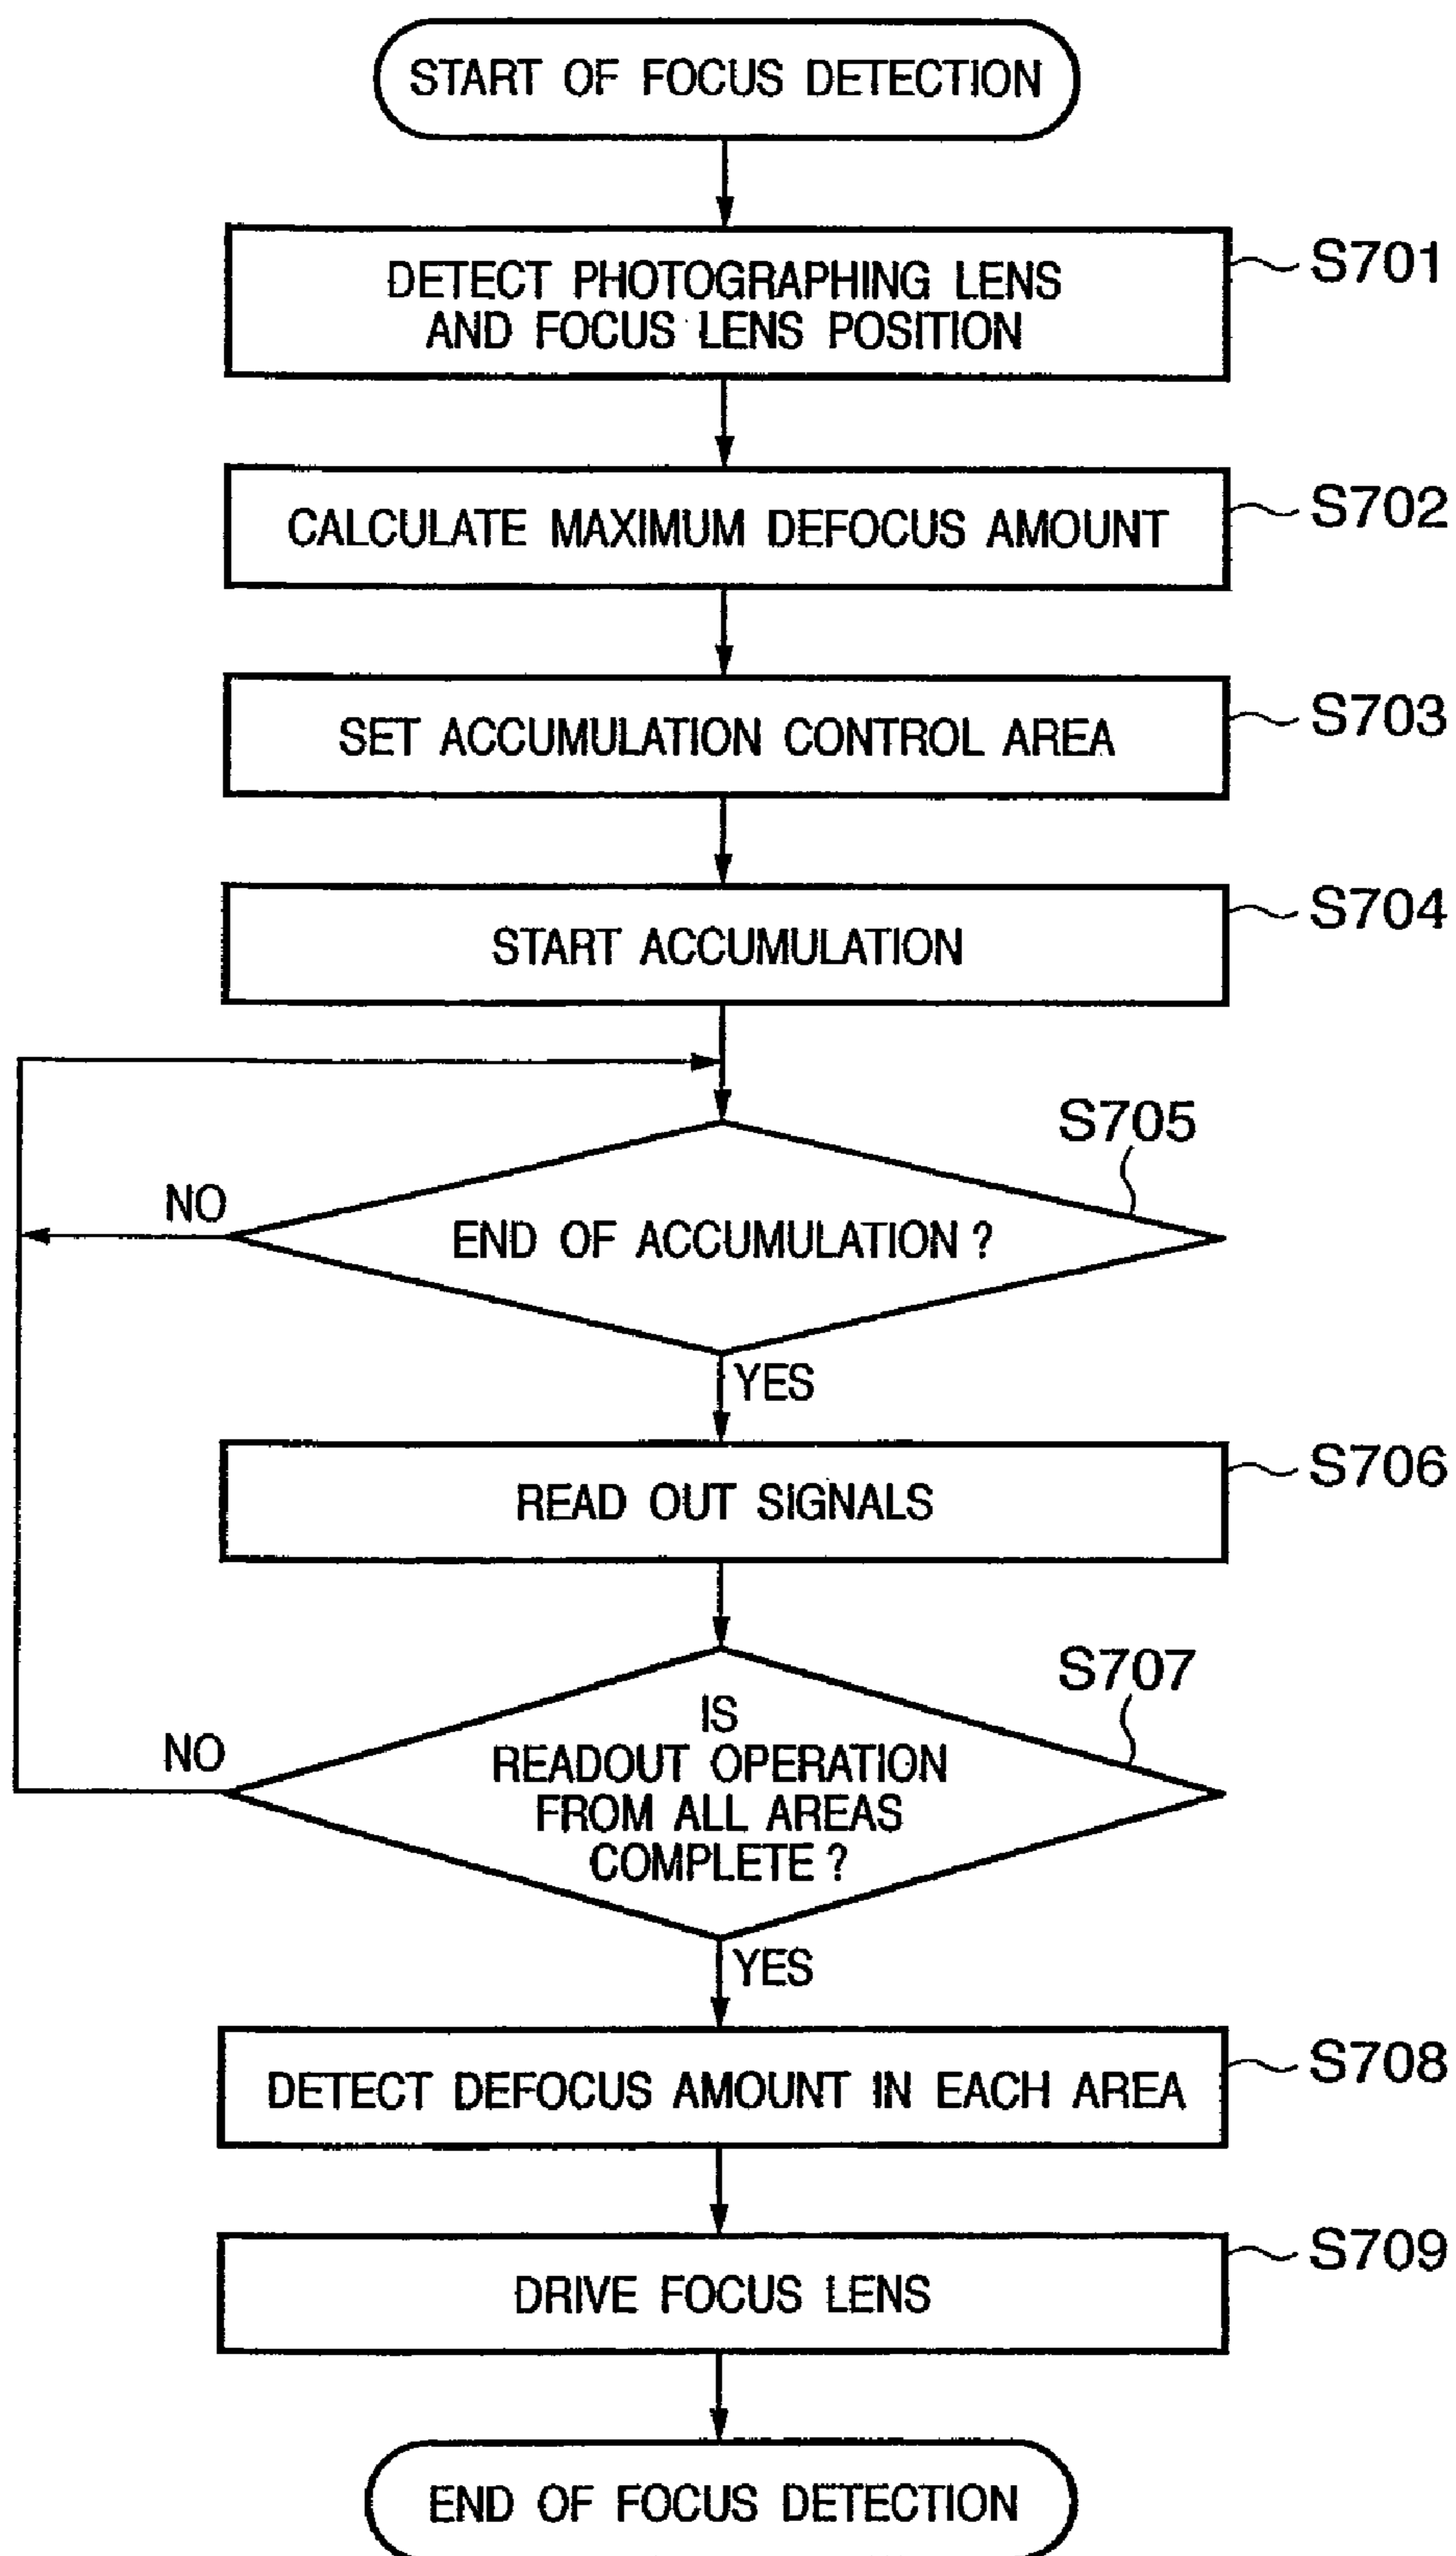 START OF FOCUS DETECTION
DETECT PHOTOGRAPHING LENS
AND FOCUS LENS POSITION
S701
CALCULATE MAXIMUM DEFOCUS AMOUNT
S702
SET ACCUMULATION CONTROL AREA
S703
START ACCUMULATION
S704
S705
NO
END OF ACCUMULATION ?
YES
READ OUT SIGNALS
S706
S707
NO
IS
READOUT OPERATION
FROM ALL AREAS
COMPLETE ?
YES
DETECT DEFOCUS AMOUNT IN EACH AREA
S708
DRIVE FOCUS LENS
S709
END OF FOCUS DETECTION